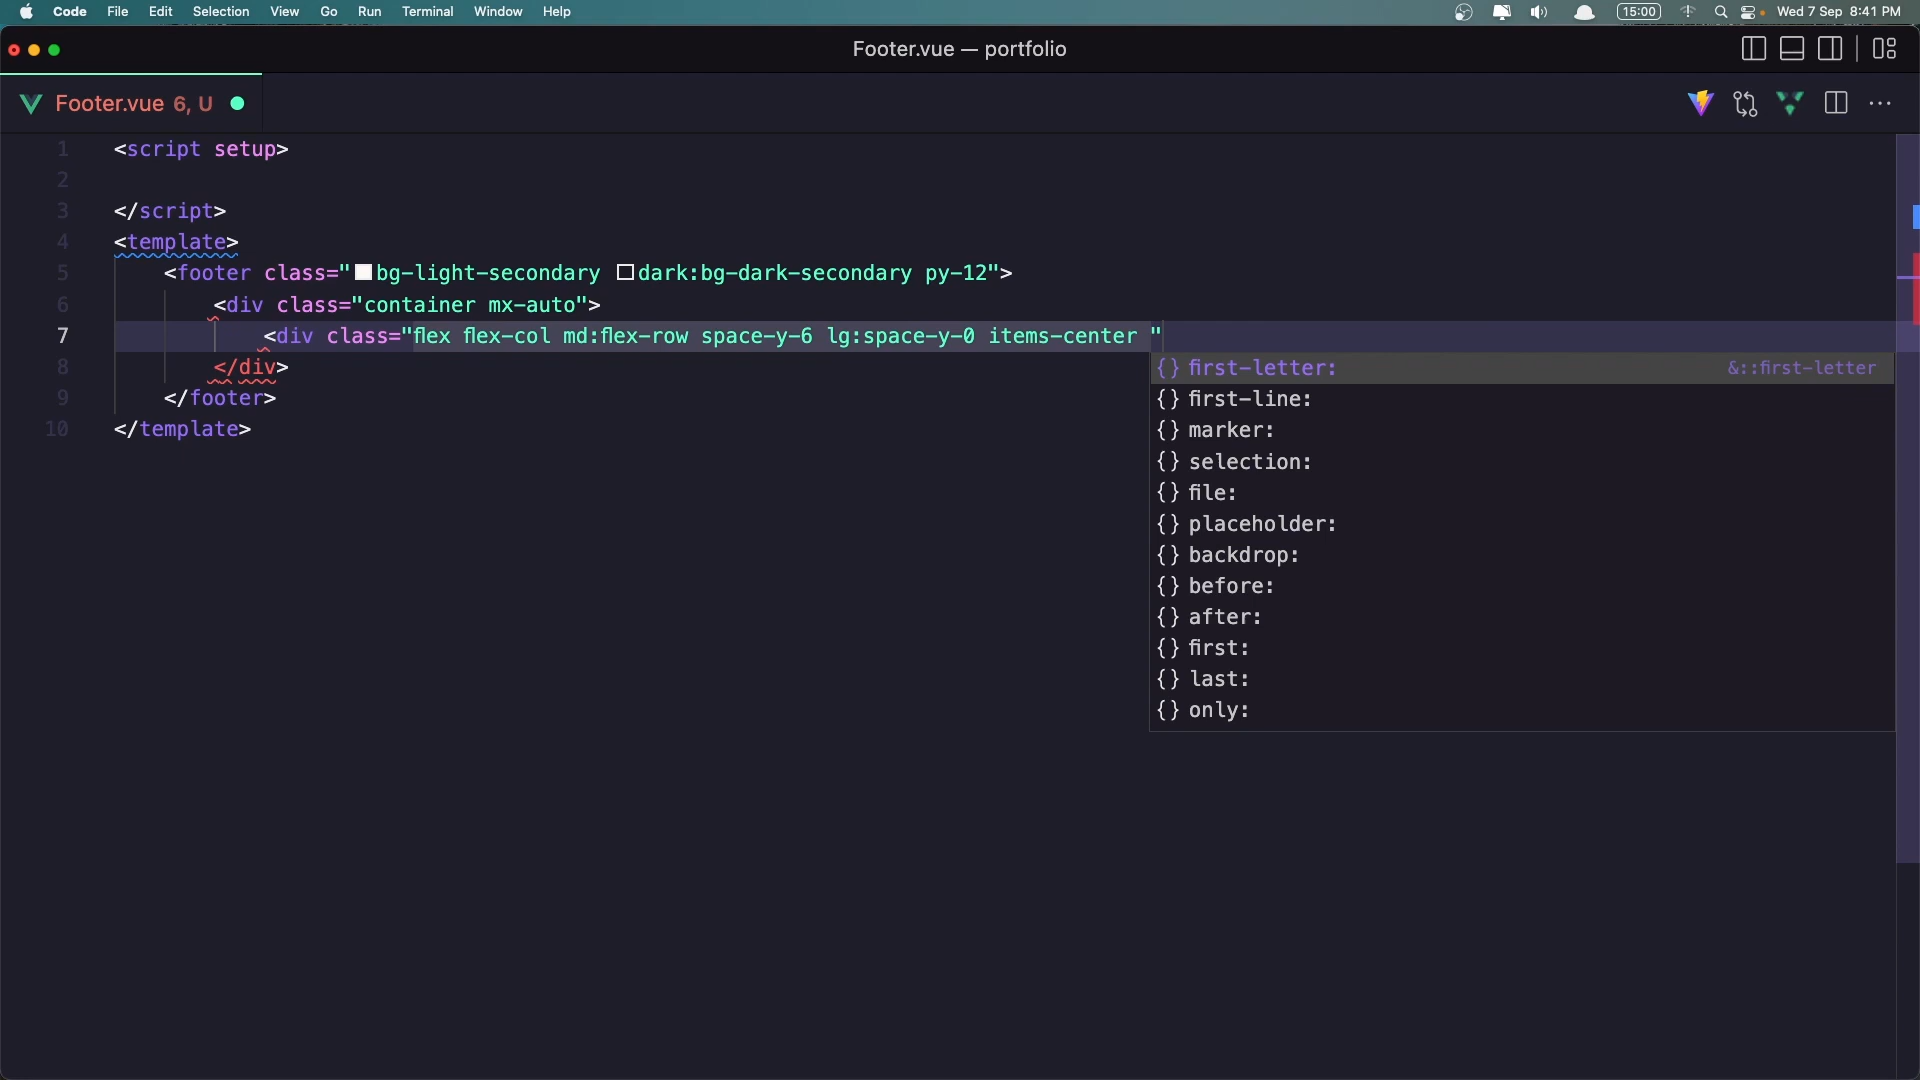 Code File Edit Selection View Go Run Terminal Window Help 15:00 Wed 7 Sep 8:41 PM
Footer.vue — portfolio
Footer.vue 6, U
1 <script setup>
2
3 </script>
4 <template>
5 <footer class="bg-light-secondary dark:bg-dark-secondary py-12">
6 <div class="container mx-auto">
7 <div class="flex flex-col md:flex-row space-y-6 lg:space-y-0 items-center "
8 </div>
9 </footer>
10 </template>
{} first-letter: &::first-letter
{} first-line:
{} marker:
{} selection:
{} file:
{} placeholder:
{} backdrop:
{} before:
{} after:
{} first:
{} last:
{} only: